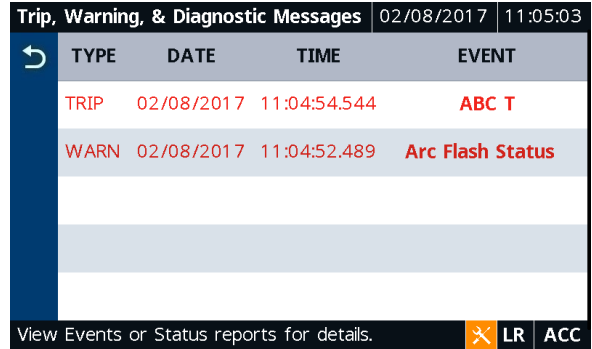 Trip, Warning, & Diagnostic Messages 02/08/2017 11:05:03
TYPE DATE TIME EVENT
TRIP 02/08/2017 11:04:54.544 ABC T
WARN 02/08/2017 11:04:52.489 Arc Flash Status
View Events or Status reports for details. LR ACC